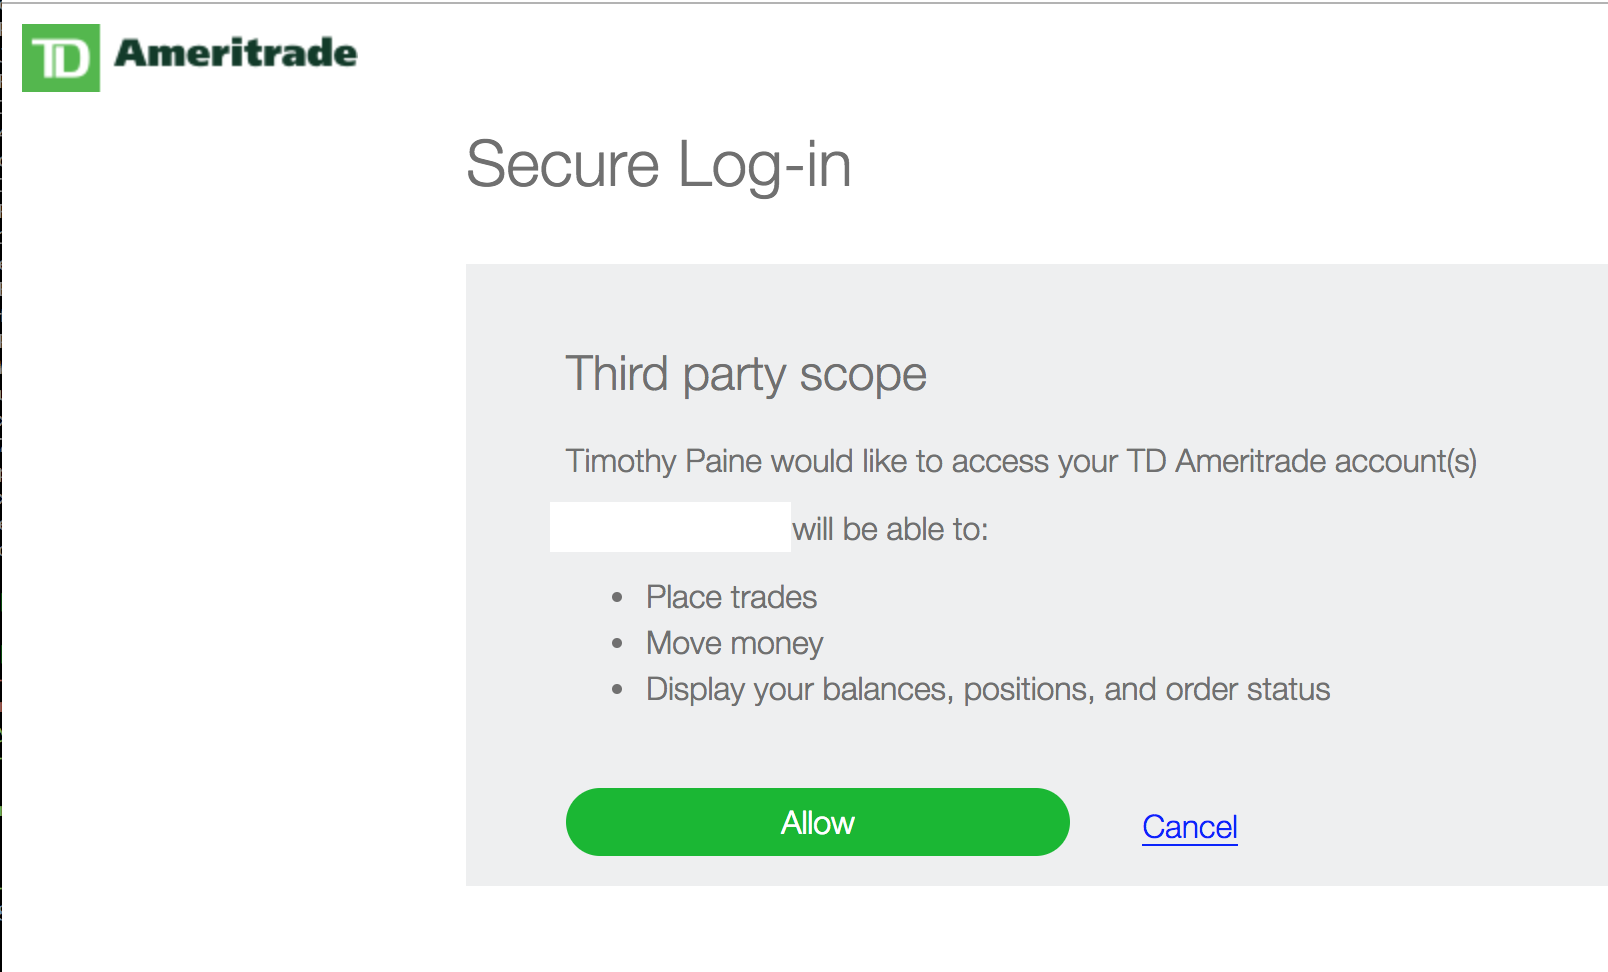 TD Ameritrade
Secure Log-in
Third party scope
Timothy Paine would like to access your TD Ameritrade account(s)
will be able to:
• Place trades
• Move money
• Display your balances, positions, and order status
Allow
Cancel